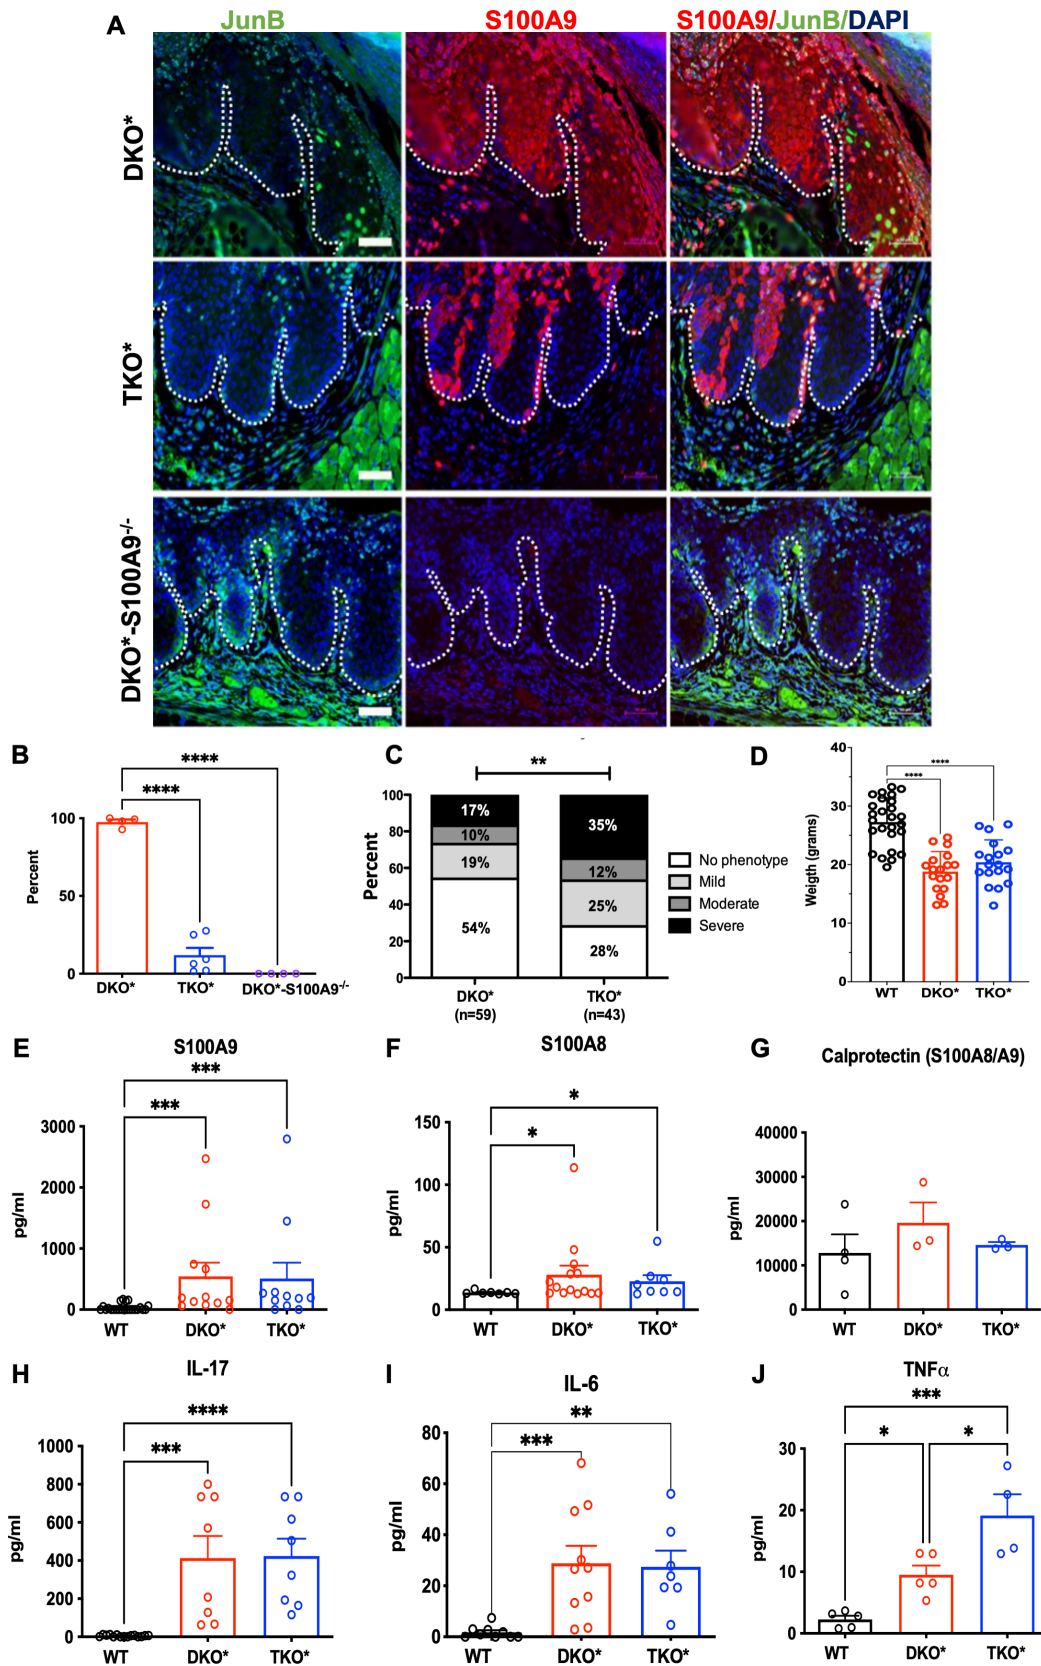 A
JunB
S100A9
S100A9/JunB/DAPI
DKO*
TKO*
DKO*-S100A9-/-
B
****
****
100
50
0
Percent
DKO*
TKO*
DKO*-S100A9-/-
C
**
100
80
60
40
20
0
Percent
17%
10%
19%
54%
35%
12%
25%
28%
No phenotype
Mild
Moderate
Severe
DKO*
(n=59)
TKO*
(n=43)
D
****
****
40
30
20
10
0
Weigth (grams)
WT
DKO*
TKO*
E
S100A9
***
***
3000
2000
1000
0
pg/ml
WT
DKO*
TKO*
F
S100A8
*
*
150
100
50
0
pg/ml
WT
DKO*
TKO*
G
Calprotectin (S100A8/A9)
40000
30000
20000
10000
0
pg/ml
WT
DKO*
TKO*
H
IL-17
****
***
1000
800
600
400
200
0
pg/ml
WT
DKO*
TKO*
I
IL-6
**
***
80
60
40
20
0
pg/ml
WT
DKO*
TKO*
J
TNFα
***
*
*
30
20
10
0
pg/ml
WT
DKO*
TKO*